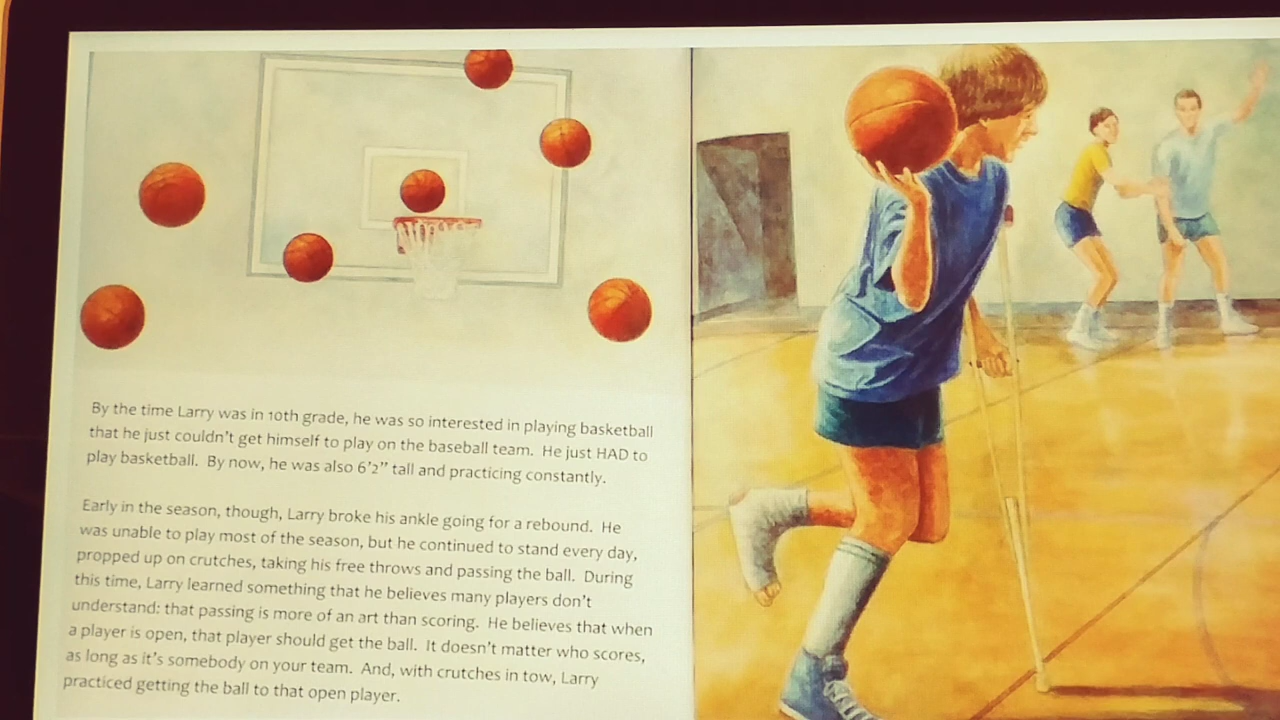 By the time Larry was in 10th grade, he was so interested in playing basketball
that he just couldn't get himself to play on the baseball team.  He just HAD to
play basketball.  By now, he was also 6'2" tall and practicing constantly.
Early in the season, though, Larry broke his ankle going for a rebound.  He
was unable to play most of the season, but he continued to stand every day,
propped up on crutches, taking his free throws and passing the ball.  During
this time, Larry learned something that he believes many players don't
understand: that passing is more of an art than scoring.  He believes that when
a player is open, that player should get the ball.  It doesn't matter who scores,
as long as it's somebody on your team.  And, with crutches in tow, Larry
practiced getting the ball to that open player.